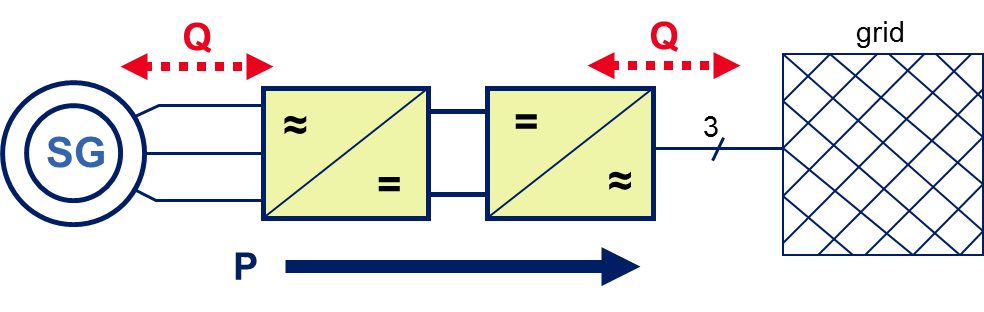 Q
Q
grid
SG
≈
=
=
≈
3
P